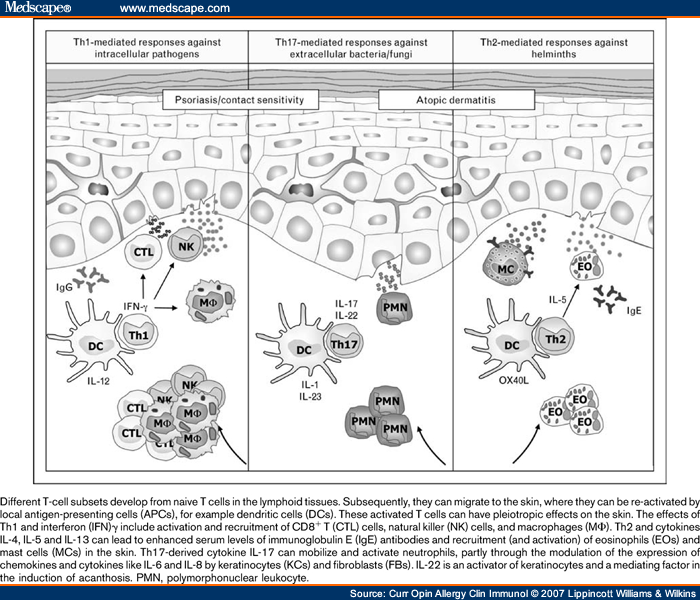 Medscape® www.medscape.com
Th1-mediated responses against
intracellular pathogens
Th17-mediated responses against
extracellular bacteria/fungi
Th2-mediated responses against
helminths
Psoriasis/contact sensitivity
Atopic dermatitis
CTL
NK
IgG
IFN-γ
MΦ
DC
Th1
IL-12
NK
NK
CTL
MΦ
MΦ
CTL
MΦ
CTL
IL-17
IL-22
PMN
DC
Th17
IL-1
IL-23
PMN
PMN
PMN
MC
EO
IL-5
IgE
DC
Th2
OX40L
EO
EO
EO
Different T-cell subsets develop from naive T cells in the lymphoid tissues. Subsequently, they can migrate to the skin, where they can be re-activated by
local antigen-presenting cells (APCs), for example dendritic cells (DCs). These activated T cells can have pleiotropic effects on the skin. The effects of
Th1 and interferon (IFN)γ include activation and recruitment of CD8+ T (CTL) cells, natural killer (NK) cells, and macrophages (MΦ). Th2 and cytokines
IL-4, IL-5 and IL-13 can lead to enhanced serum levels of immunoglobulin E (IgE) antibodies and recruitment (and activation) of eosinophils (EOs) and
mast cells (MCs) in the skin. Th17-derived cytokine IL-17 can mobilize and activate neutrophils, partly through the modulation of the expression of
chemokines and cytokines like IL-6 and IL-8 by keratinocytes (KCs) and fibroblasts (FBs). IL-22 is an activator of keratinocytes and a mediating factor in
the induction of acanthosis. PMN, polymorphonuclear leukocyte.
Source: Curr Opin Allergy Clin Immunol © 2007 Lippincott Williams & Wilkins